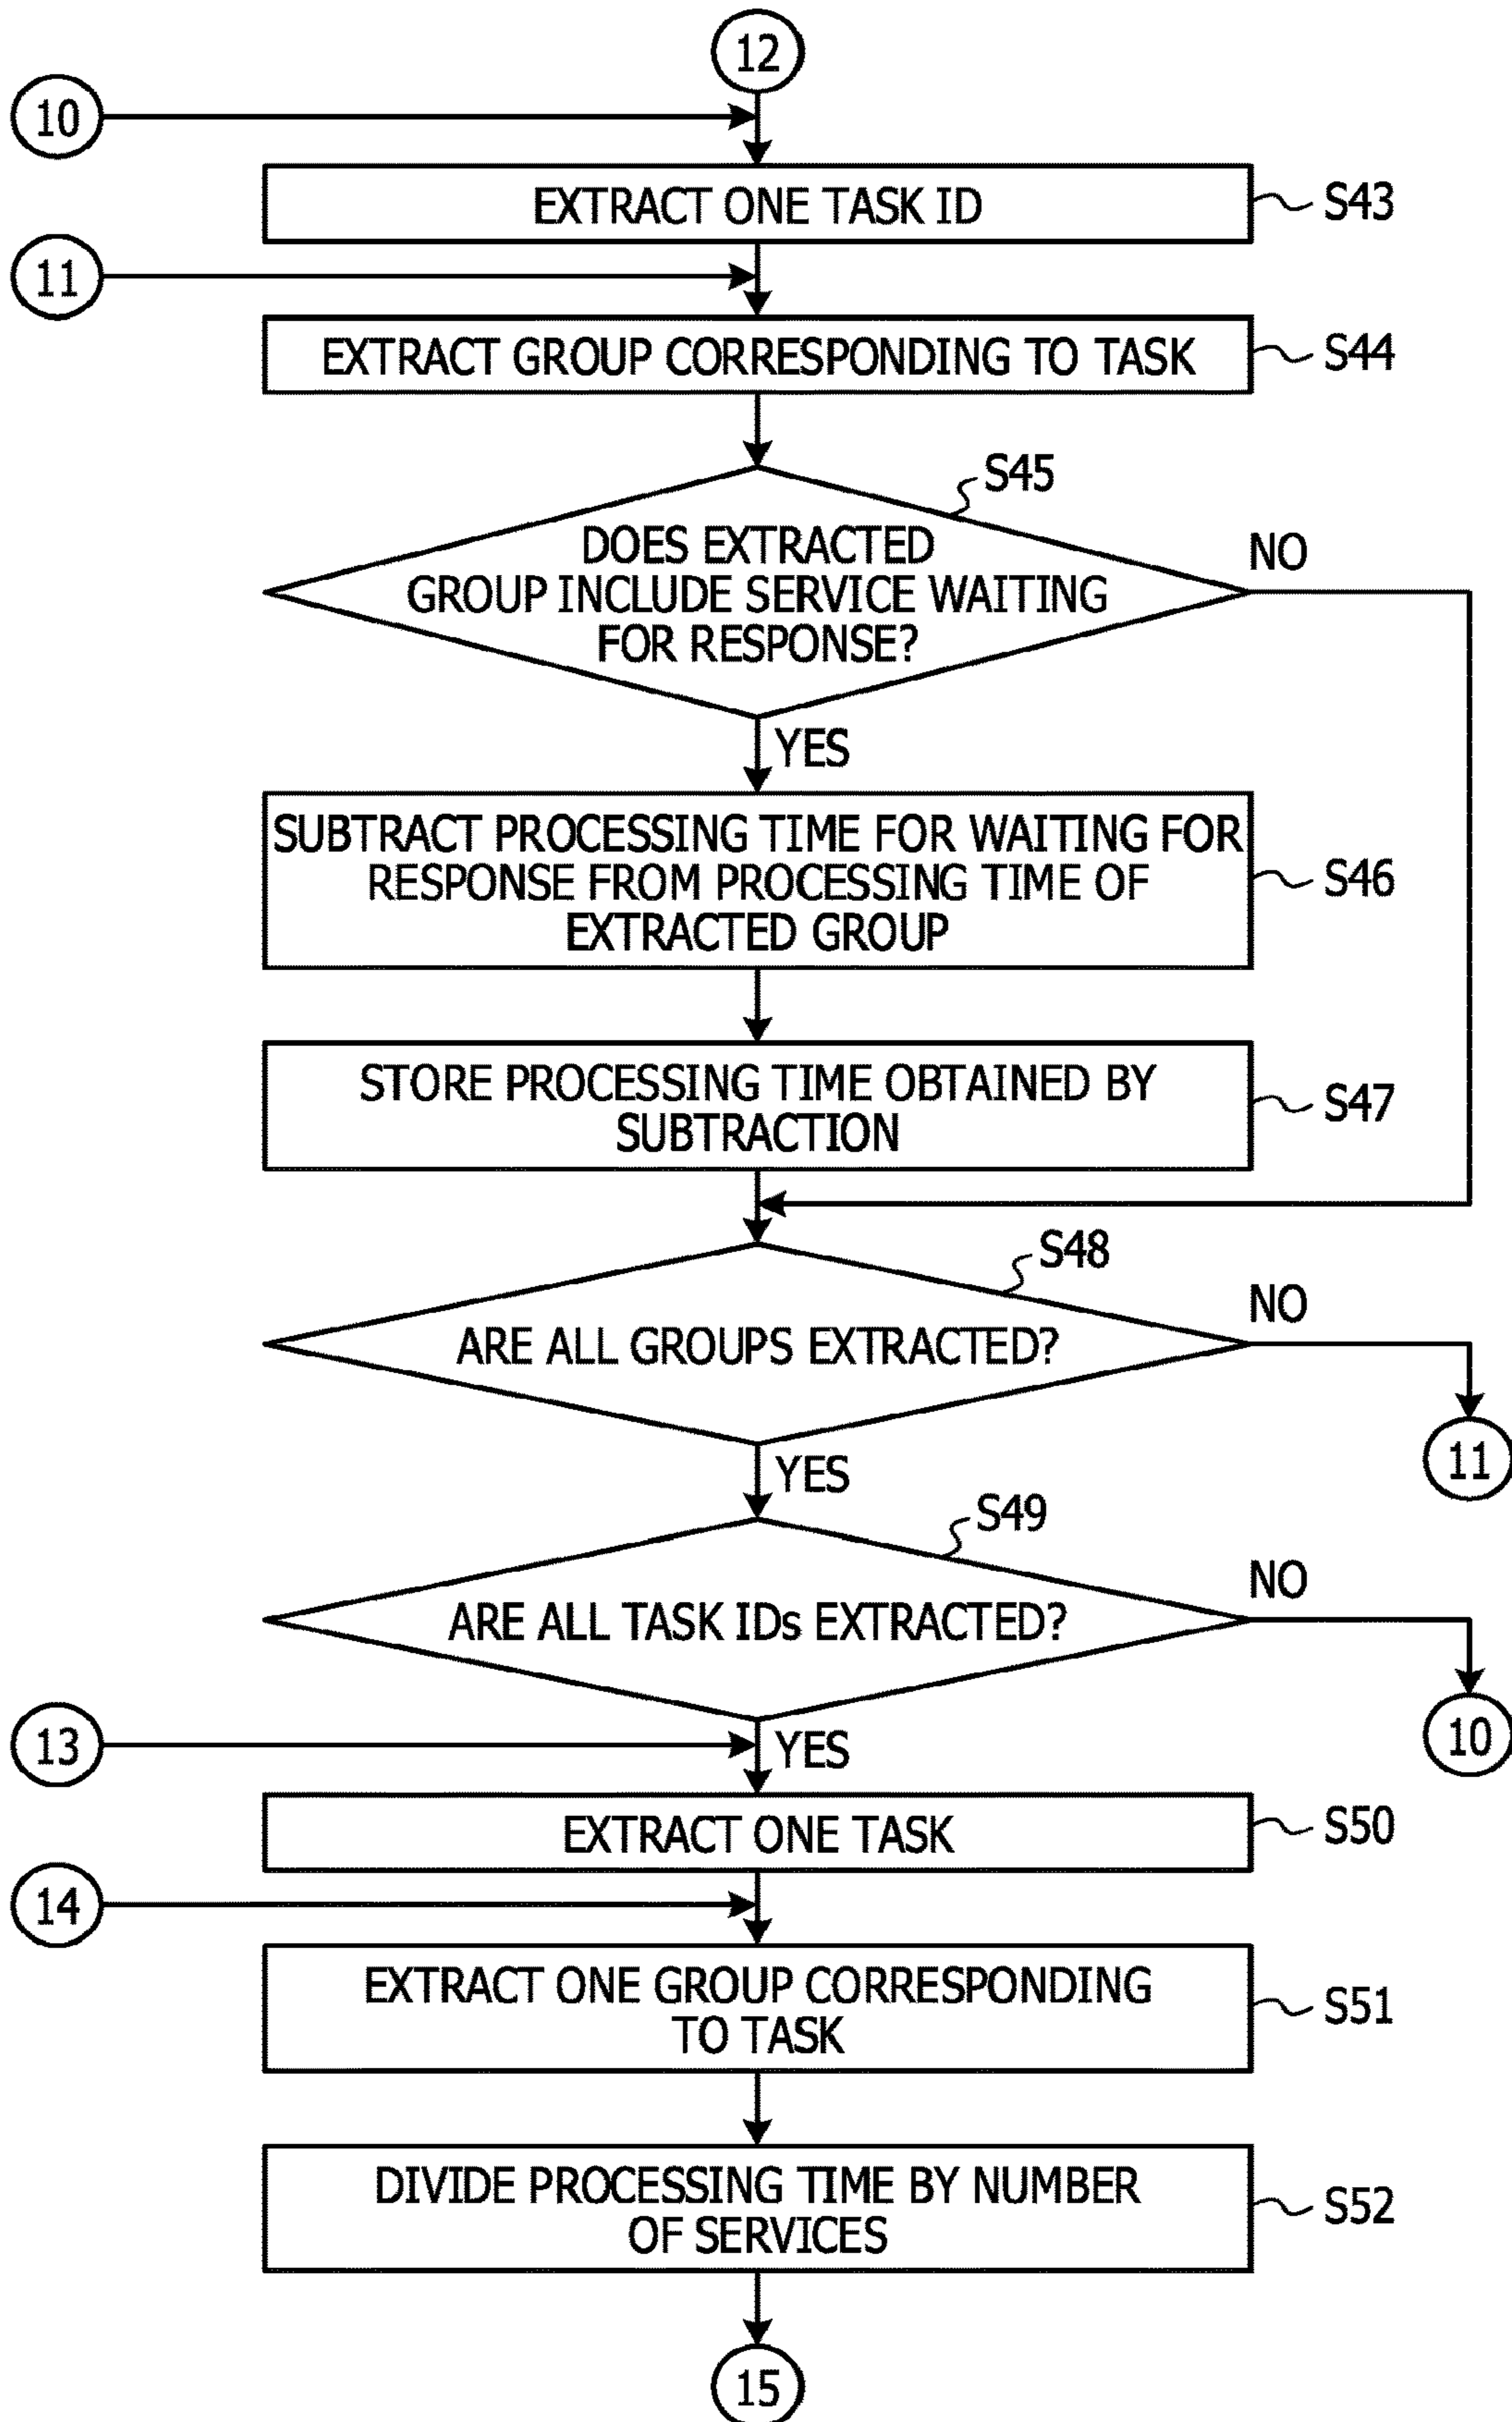 12
10
EXTRACT ONE TASK ID
S43
11
EXTRACT GROUP CORRESPONDING TO TASK
S44
S45
DOES EXTRACTED
GROUP INCLUDE SERVICE WAITING
FOR RESPONSE?
NO
YES
SUBTRACT PROCESSING TIME FOR WAITING FOR
RESPONSE FROM PROCESSING TIME OF
EXTRACTED GROUP
S46
STORE PROCESSING TIME OBTAINED BY
SUBTRACTION
S47
S48
ARE ALL GROUPS EXTRACTED?
NO
11
YES
S49
ARE ALL TASK IDs EXTRACTED?
NO
10
13
YES
EXTRACT ONE TASK
S50
14
EXTRACT ONE GROUP CORRESPONDING
TO TASK
S51
DIVIDE PROCESSING TIME BY NUMBER
OF SERVICES
S52
15